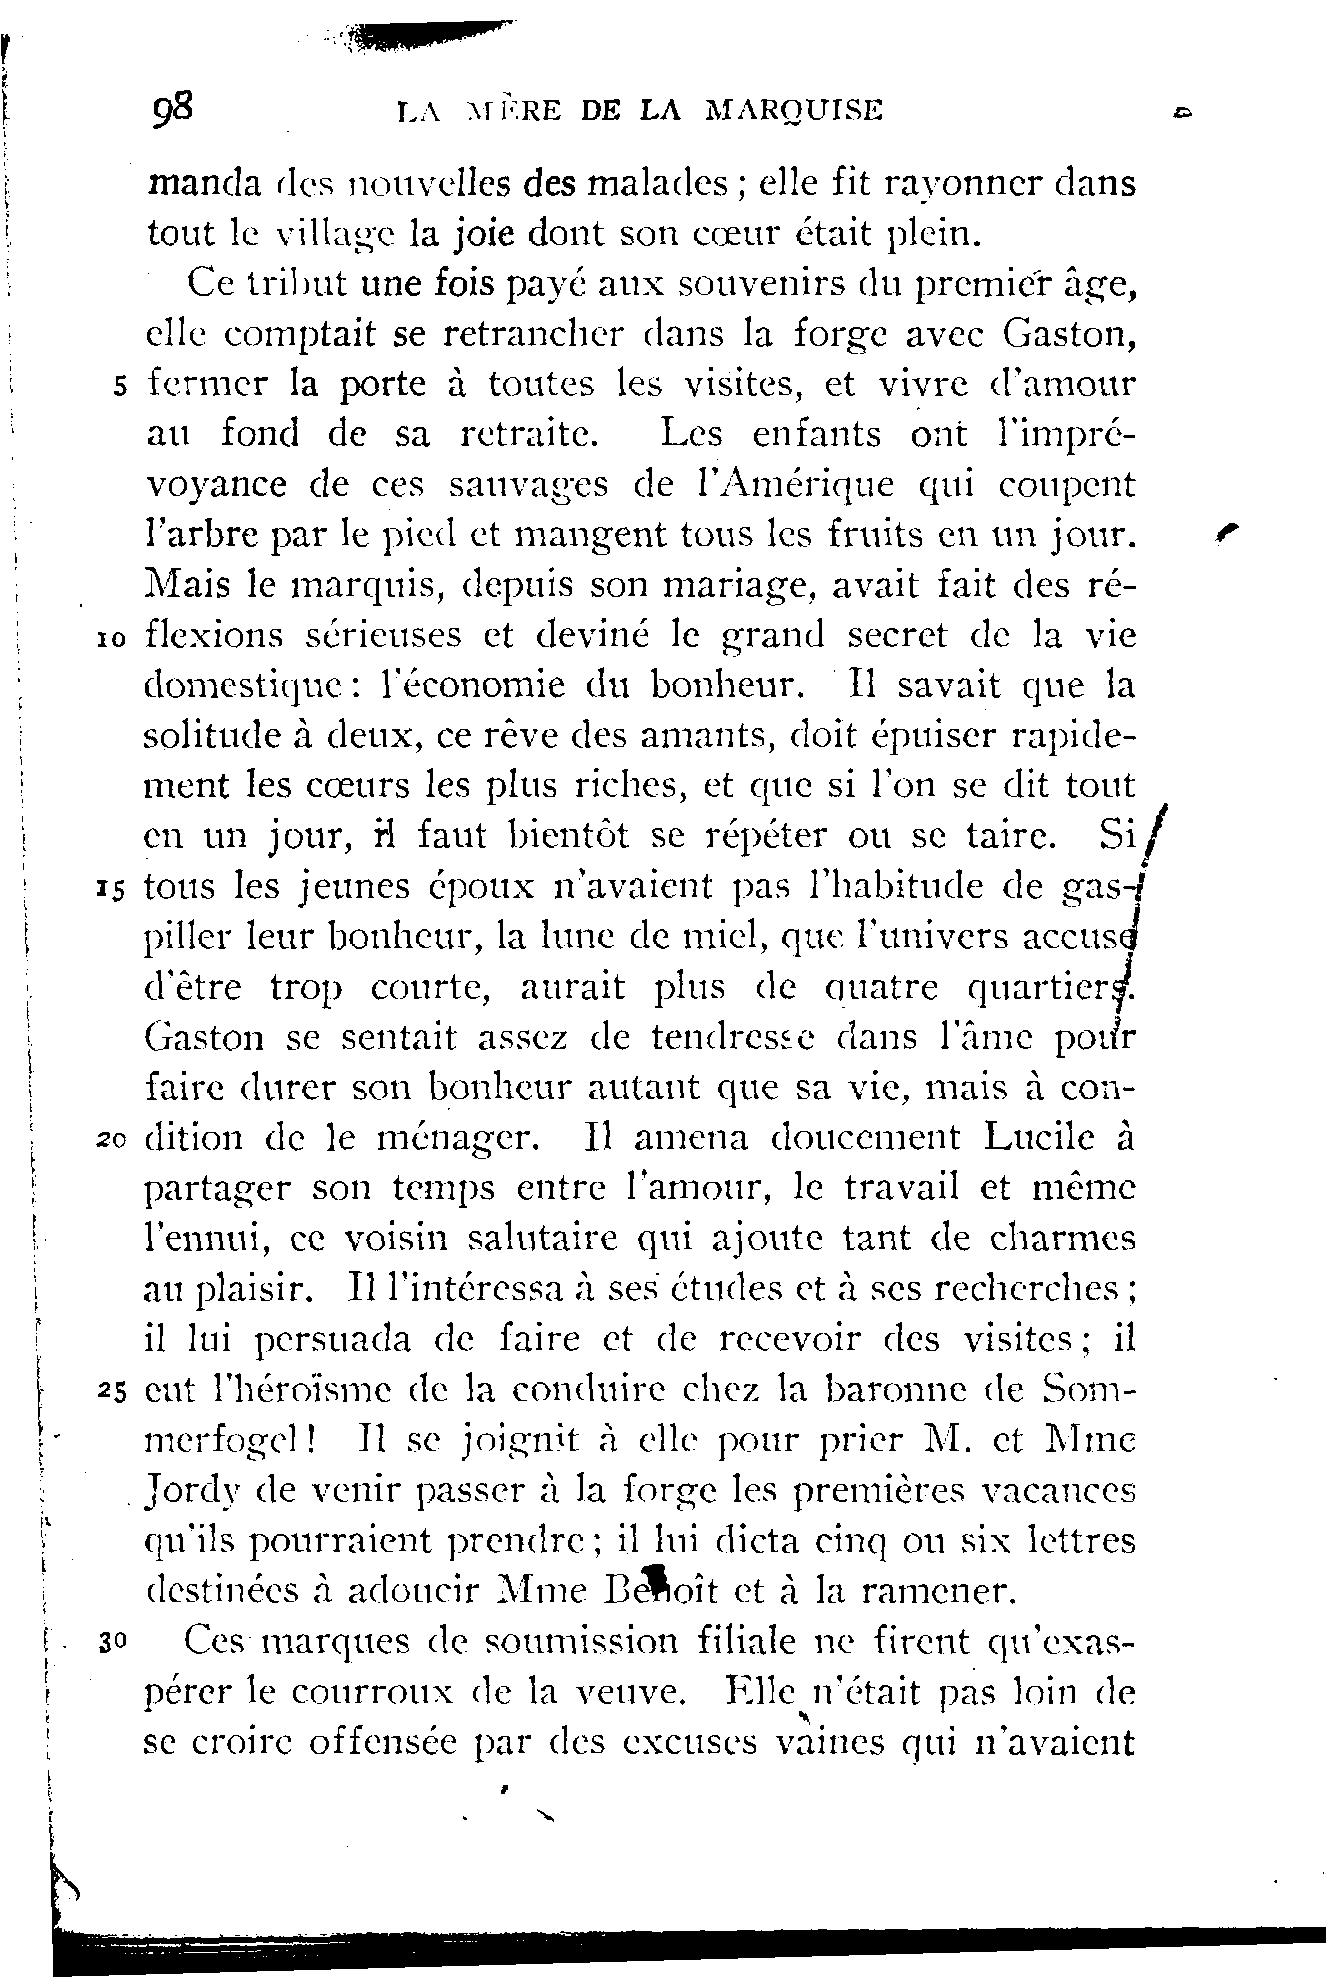 98 LA MÈRE DE LA MARQUISE
manda des nouvelles des malades ; elle fit rayonner dans
tout le village la joie dont son cœur était plein.
Ce tribut une fois payé aux souvenirs du premier âge,
elle comptait se retrancher dans la forge avec Gaston,
5 fermer la porte à toutes les visites, et vivre d'amour
au fond de sa retraite. Les enfants ont l'impré-
voyance de ces sauvages de l'Amérique qui coupent
l'arbre par le pied et mangent tous les fruits en un jour.
Mais le marquis, depuis son mariage, avait fait des ré-
10 flexions sérieuses et deviné le grand secret de la vie
domestique : l'économie du bonheur. Il savait que la
solitude à deux, ce rêve des amants, doit épuiser rapide-
ment les cœurs les plus riches, et que si l'on se dit tout
en un jour, il faut bientôt se répéter ou se taire. Si
15 tous les jeunes époux n'avaient pas l'habitude de gas-
piller leur bonheur, la lune de miel, que l'univers accuse
d'être trop courte, aurait plus de quatre quartiers.
Gaston se sentait assez de tendresse dans l'âme pour
faire durer son bonheur autant que sa vie, mais à con-
20 dition de le ménager. Il amena doucement Lucile à
partager son temps entre l'amour, le travail et même
l'ennui, ce voisin salutaire qui ajoute tant de charmes
au plaisir. Il l'intéressa à ses études et à ses recherches ;
il lui persuada de faire et de recevoir des visites ; il
25 eut l'héroïsme de la conduire chez la baronne de Som-
merfogel ! Il se joignit à elle pour prier M. et Mme
Jordy de venir passer à la forge les premières vacances
qu'ils pourraient prendre ; il lui dicta cinq ou six lettres
destinées à adoucir Mme Benoît et à la ramener.
30 Ces marques de soumission filiale ne firent qu'exas-
pérer le courroux de la veuve. Elle n'était pas loin de
se croire offensée par des excuses vaines qui n'avaient